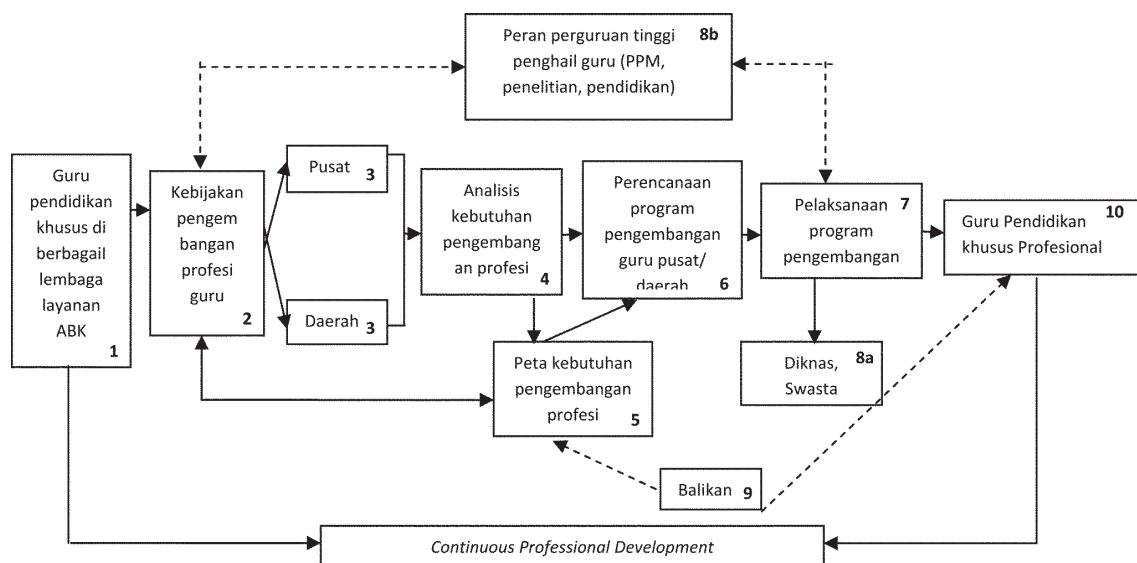 Peran perguruan tinggi 8b
penghail guru (PPM,
penelitian, pendidikan)
Guru
pendidikan
khusus di
berbagail
lembaga
layanan
ABK
1
Kebijakan
pengem
bangan
profesi
guru
2
Pusat 3
Daerah 3
Analisis
kebutuhan
pengembang
an profesi
4
Peta kebutuhan
pengembangan
profesi
5
Perencanaan
program
pengembangan
guru pusat/
daerah 6
Pelaksanaan 7
program
pengembangan
8a
Diknas,
Swasta
10
Guru Pendidikan
khusus Profesional
Balikan 9
Continuous Professional Development